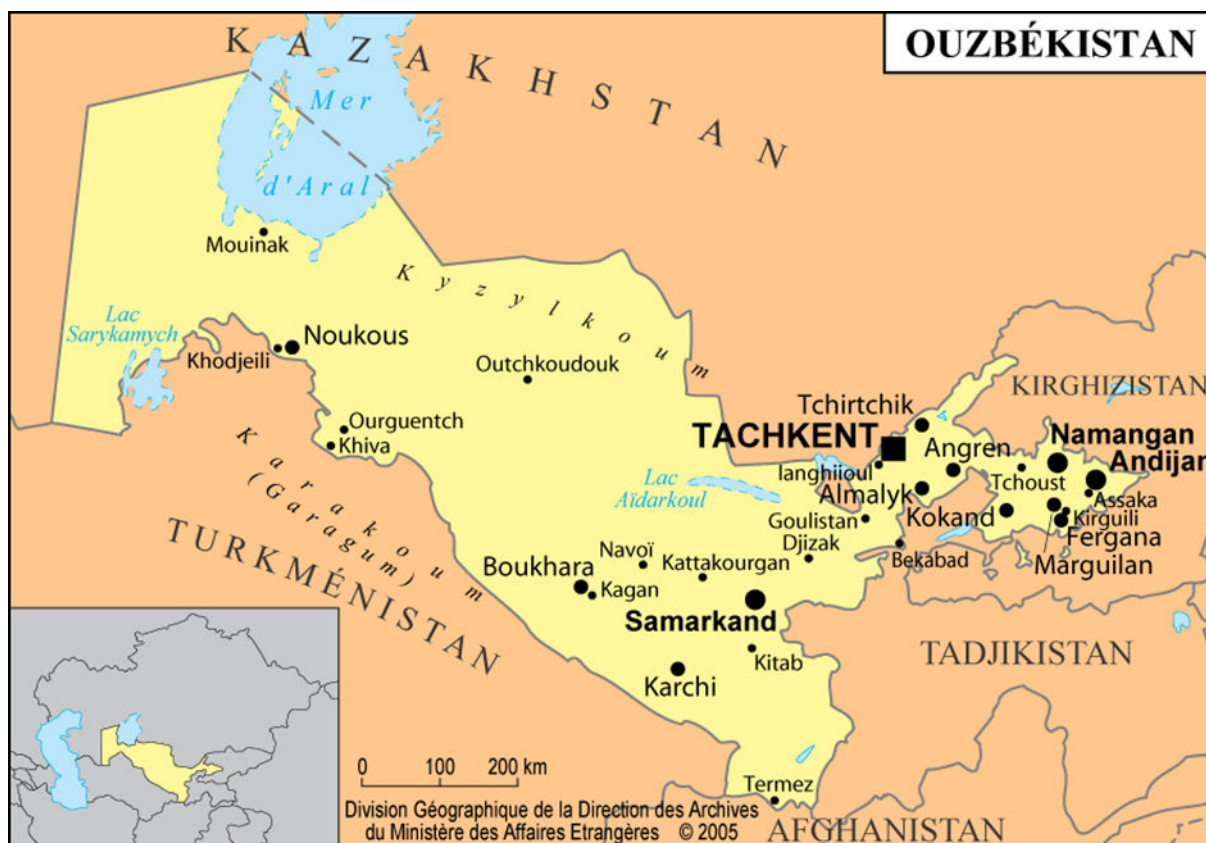 OUZBÉKISTAN
KAZAKHSTAN
Mer
d'Aral
Mouinak
Kyzylkoum
Lac
Sarykamych
Noukous
Khodjeili
Outchkoudouk
KIRGHIZISTAN
Tchirtchik
Ourguentch
Khiva
TACHKENT
Namangan
Angren
Andijan
Ianghiioul
Tchoust
Lac
Aïdarkoul
Almalyk
Assaka
Karakoum
(Garagum)
Kokand
Kirguili
Goulistan
Fergana
Djizak
Navoï
Kattakourgan
Bekabad
Marguilan
Boukhara
Kagan
TURKMÉNISTAN
Samarkand
TADJIKISTAN
Kitab
Karchi
0 100 200 km
Termez
Division Géographique de la Direction des Archives
du Ministère des Affaires Etrangères © 2005
AFGHANISTAN